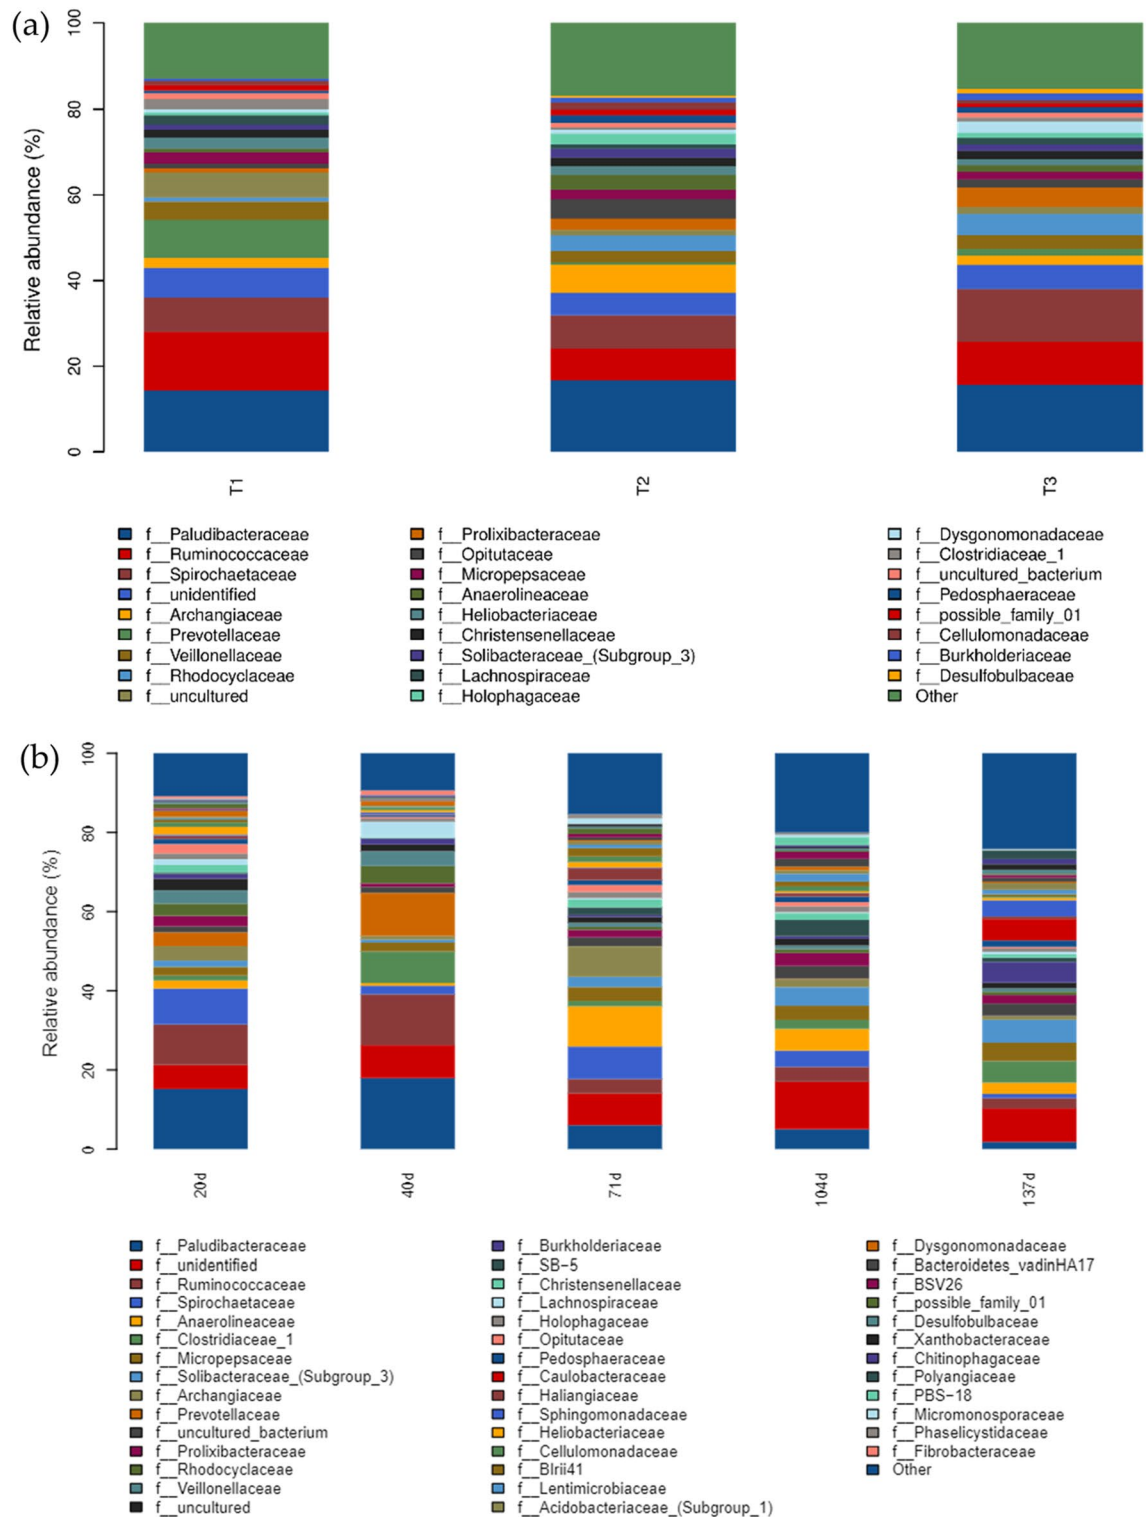 (a)
100
80
60
40
20
0
Relative abundance (%)
T1
T2
T3
f__Paludibacteraceae
f__Ruminococcaceae
f__Spirochaetaceae
f__unidentified
f__Archangiaceae
f__Prevotellaceae
f__Veillonellaceae
f__Rhodocyclaceae
f__uncultured
f__Prolixibacteraceae
f__Opitutaceae
f__Micropepsaceae
f__Anaerolineaceae
f__Heliobacteriaceae
f__Christensenellaceae
f__Solibacteraceae_(Subgroup_3)
f__Lachnospiraceae
f__Holophagaceae
f__Dysgonomonadaceae
f__Clostridiaceae_1
f__uncultured_bacterium
f__Pedosphaeraceae
f__possible_family_01
f__Cellulomonadaceae
f__Burkholderiaceae
f__Desulfobulbaceae
Other
(b)
100
80
60
40
20
0
Relative abundance (%)
20d
40d
71d
104d
137d
f__Paludibacteraceae
f__unidentified
f__Ruminococcaceae
f__Spirochaetaceae
f__Anaerolineaceae
f__Clostridiaceae_1
f__Micropepsaceae
f__Solibacteraceae_(Subgroup_3)
f__Archangiaceae
f__Prevotellaceae
f__uncultured_bacterium
f__Prolixibacteraceae
f__Rhodocyclaceae
f__Veillonellaceae
f__uncultured
f__Burkholderiaceae
f__SB−5
f__Christensenellaceae
f__Lachnospiraceae
f__Holophagaceae
f__Opitutaceae
f__Pedosphaeraceae
f__Caulobacteraceae
f__Haliangiaceae
f__Sphingomonadaceae
f__Heliobacteriaceae
f__Cellulomonadaceae
f__Blrii41
f__Lentimicrobiaceae
f__Acidobacteriaceae_(Subgroup_1)
f__Dysgonomonadaceae
f__Bacteroidetes_vadinHA17
f__BSV26
f__possible_family_01
f__Desulfobulbaceae
f__Xanthobacteraceae
f__Chitinophagaceae
f__Polyangiaceae
f__PBS−18
f__Micromonosporaceae
f__Phaselicystidaceae
f__Fibrobacteraceae
Other